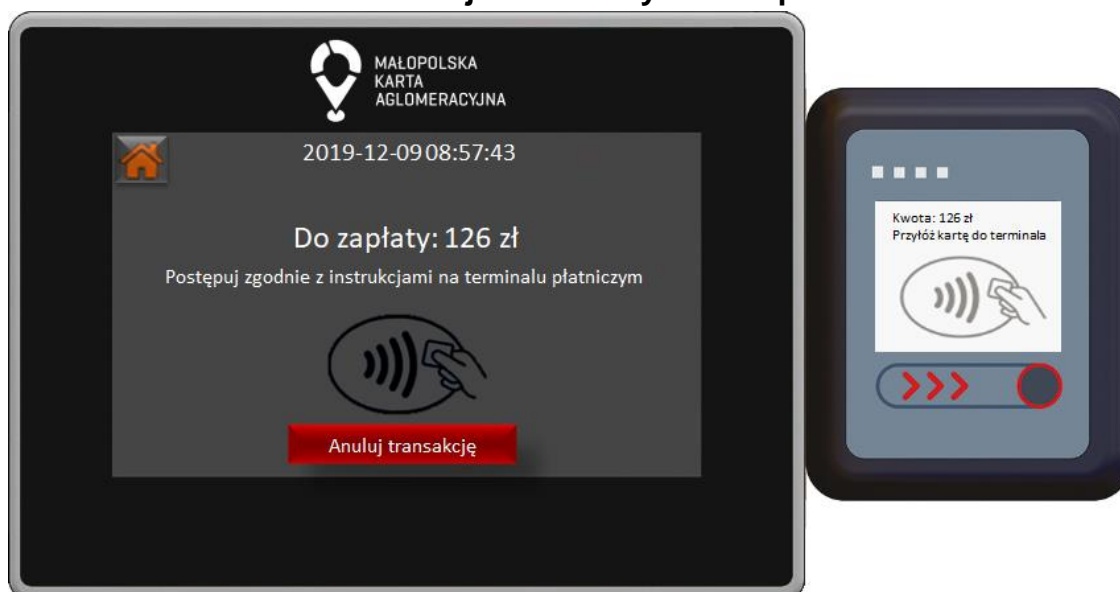 MAŁOPOLSKA
KARTA
AGLOMERACYJNA
2019-12-09 08:57:43
Do zapłaty: 126 zł
Postępuj zgodnie z instrukcjami na terminalu płatniczym
Anuluj transakcję
Kwota: 126 zł
Przyłóż kartę do terminala